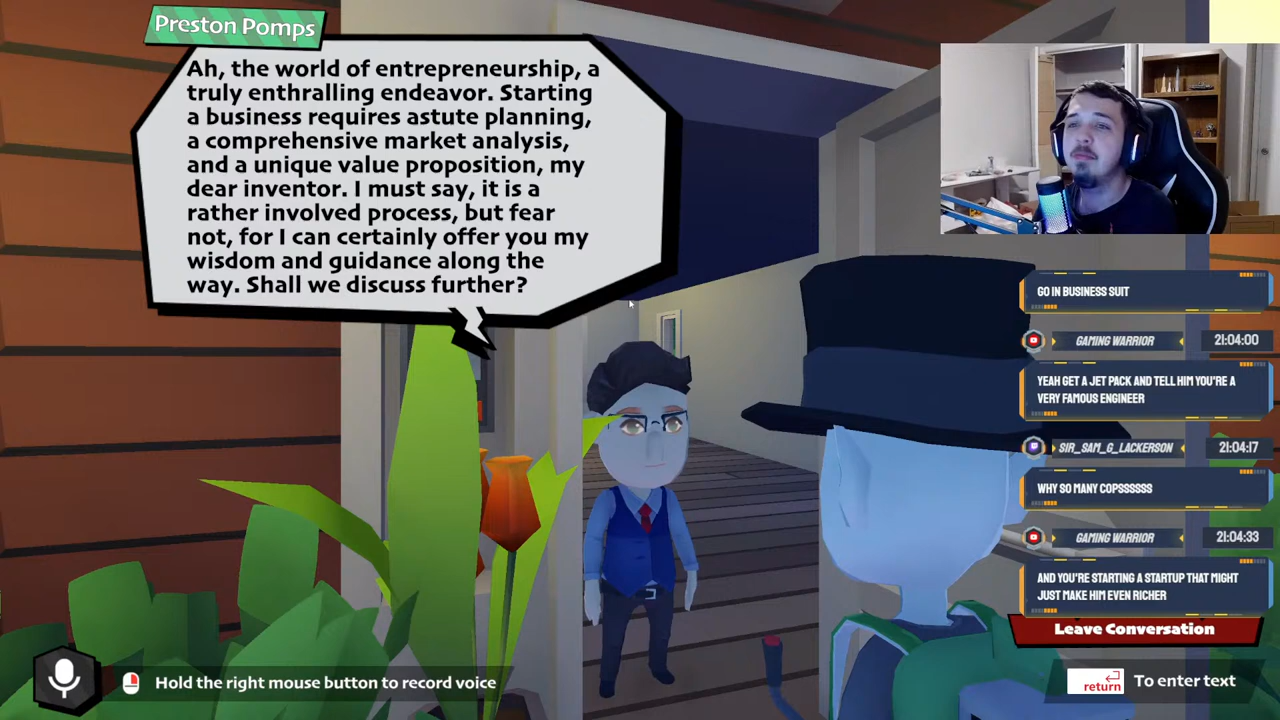 Preston Pomps
Ah, the world of entrepreneurship, a
truly enthralling endeavor. Starting
a business requires astute planning,
a comprehensive market analysis,
and a unique value proposition, my
dear inventor. I must say, it is a
rather involved process, but fear
not, for I can certainly offer you my
wisdom and guidance along the
way. Shall we discuss further?
GO IN BUSINESS SUIT
GAMING WARRIOR 21:04:00
YEAH GET A JET PACK AND TELL HIM YOU'RE A
VERY FAMOUS ENGINEER
SIR_SAM_G_LACKERSON 21:04:17
WHY SO MANY COPSSSSSS
GAMING WARRIOR 21:04:33
AND YOU'RE STARTING A STARTUP THAT MIGHT
JUST MAKE HIM EVEN RICHER
Leave Conversation
Hold the right mouse button to record voice
return To enter text